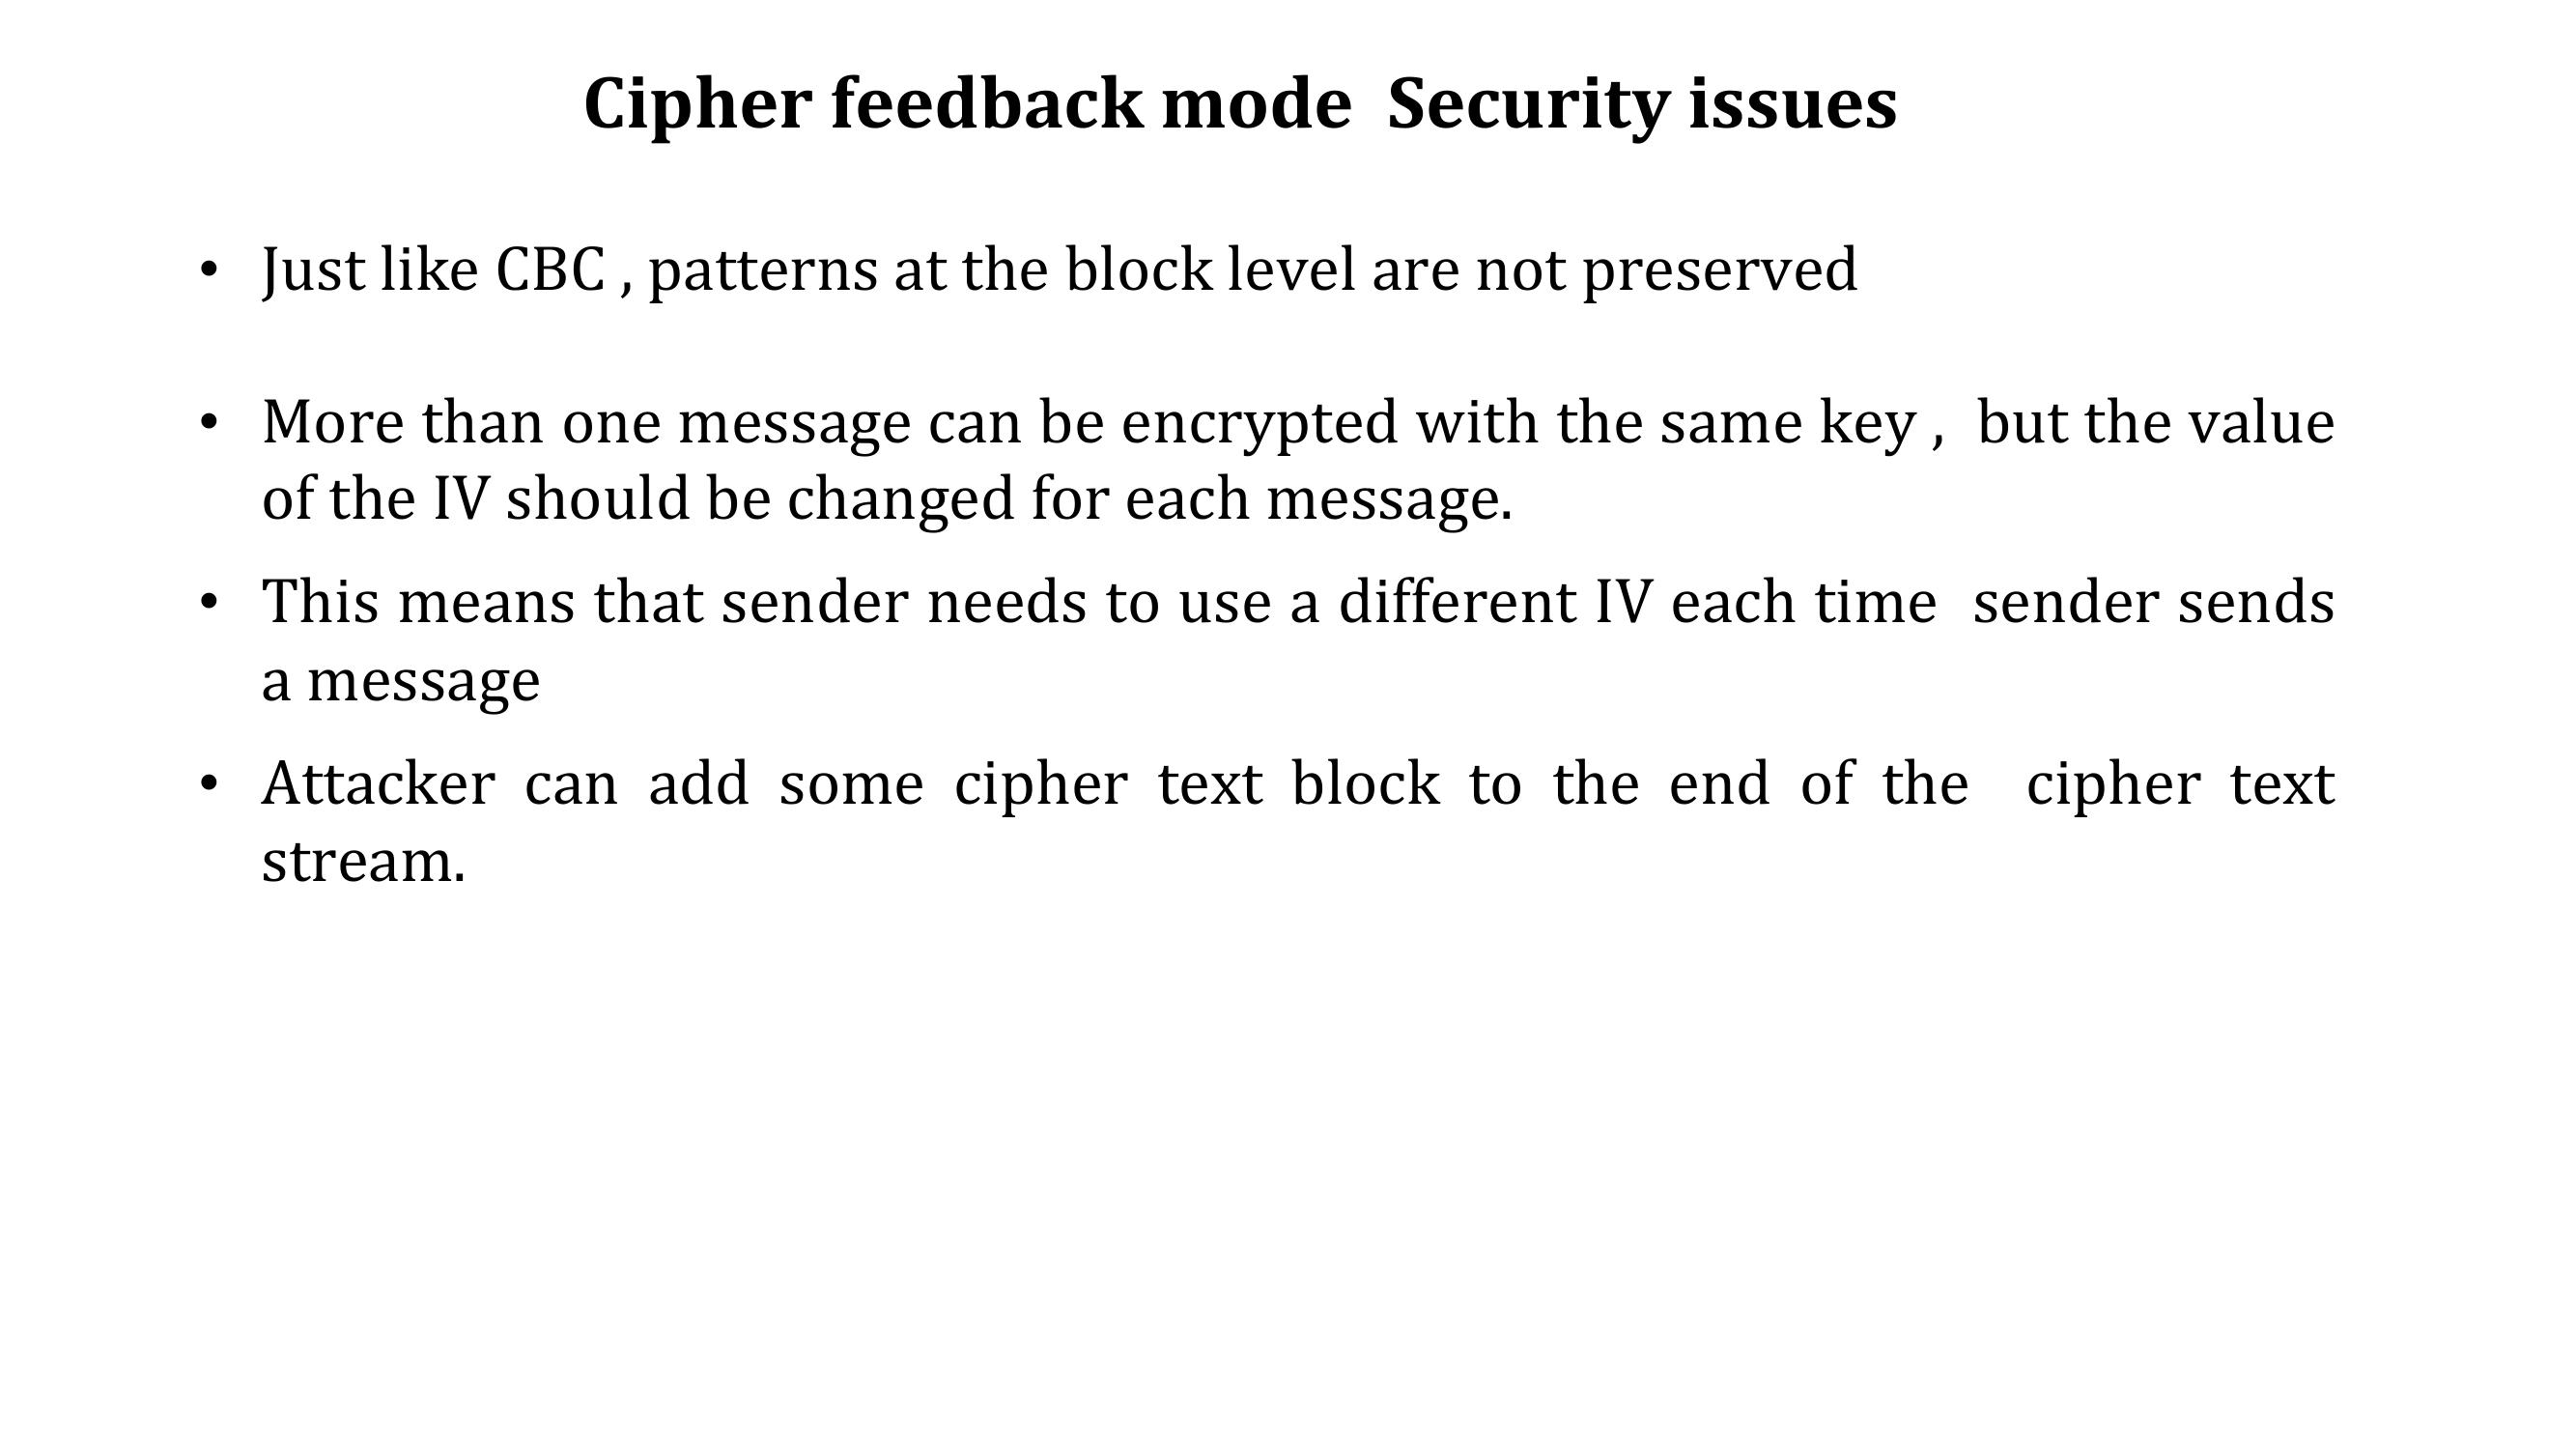 Cipher feedback mode Security issues
• Just like CBC , patterns at the block level are not preserved
• More than one message can be encrypted with the same key , but the value
of the IV should be changed for each message.
• This means that sender needs to use a different IV each time sender sends
a message
• Attacker can add some cipher text block to the end of the cipher text
stream.